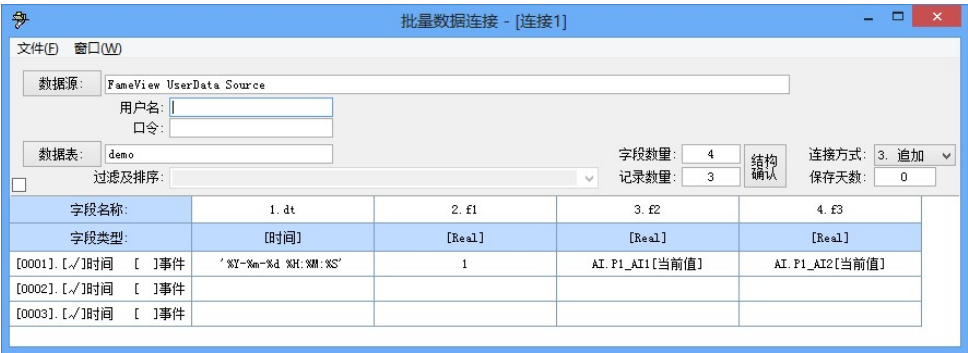 批量数据连接 - [连接1]
文件(F) 窗口(W)
数据源: FameView UserData Source
用户名:
口令:
数据表: demo 字段数量: 4 结构确认 连接方式: 3. 追加
过滤及排序: 记录数量: 3 保存天数: 0
字段名称: 1. dt 2. f1 3. f2 4. f3
字段类型: [时间] [Real] [Real] [Real]
[0001].[√]时间 [ ]事件 '%Y-%m-%d %H:%M:%S' 1 AI.P1_AI1[当前值] AI.P1_AI2[当前值]
[0002].[√]时间 [ ]事件
[0003].[√]时间 [ ]事件